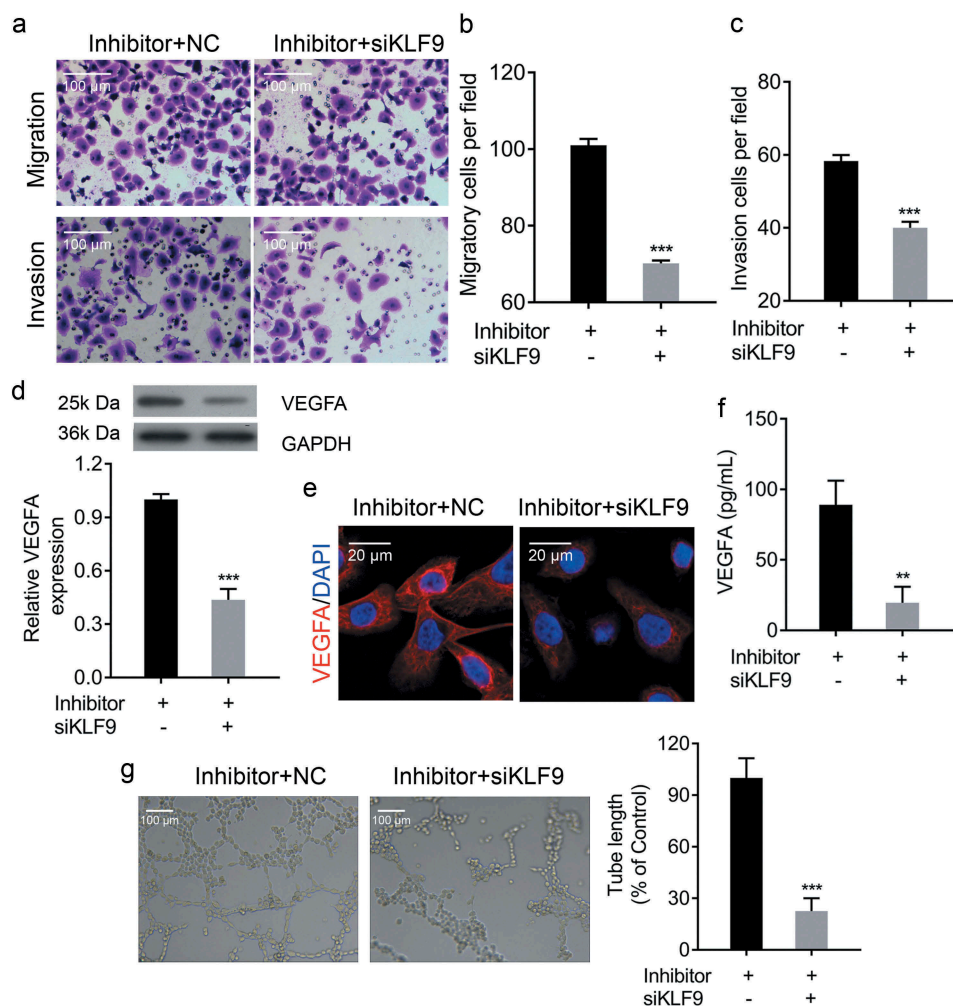 a
Inhibitor+NC Inhibitor+siKLF9
Migration
100 µm 100 µm
Invasion
100 µm 100 µm
b
Migratory cells per field
120
100
80
60
***
Inhibitor + +
siKLF9 - +
c
Invasion cells per field
80
60
40
20
***
Inhibitor + +
siKLF9 - +
d
25k Da VEGFA
36k Da GAPDH
Relative VEGFA
expression
1.2
0.9
0.6
0.3
0.0
***
Inhibitor + +
siKLF9 - +
e
Inhibitor+NC Inhibitor+siKLF9
VEGFA/DAPI
20 µm 20 µm
f
VEGFA (pg/mL)
150
100
50
0
**
Inhibitor + +
siKLF9 - +
g
Inhibitor+NC Inhibitor+siKLF9
100 µm 100 µm
Tube length
(% of Control)
120
90
60
30
0
***
Inhibitor + +
siKLF9 - +